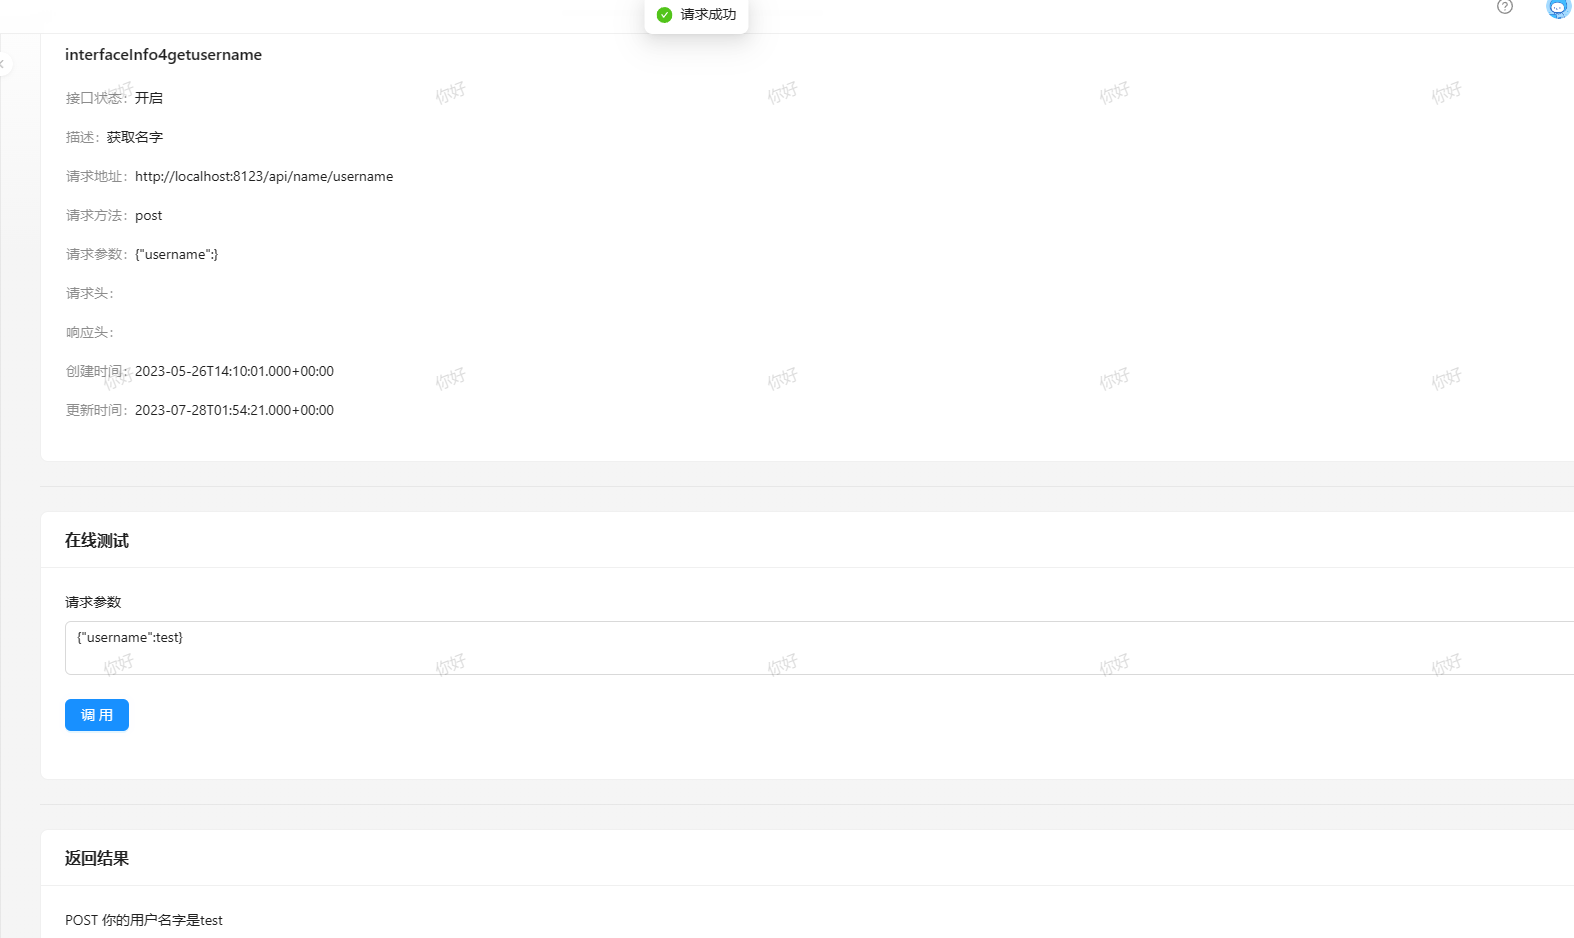 请求成功
interfaceInfo4getusername
接口状态：开启
描述：获取名字
请求地址：http://localhost:8123/api/name/username
请求方法：post
请求参数：{"username":}
请求头：
响应头：
创建时间：2023-05-26T14:10:01.000+00:00
更新时间：2023-07-28T01:54:21.000+00:00
在线测试
请求参数
{"username":test}
调 用
返回结果
POST 你的用户名字是test
你好 你好 你好 你好 你好
你好 你好 你好 你好 你好
你好 你好 你好 你好 你好